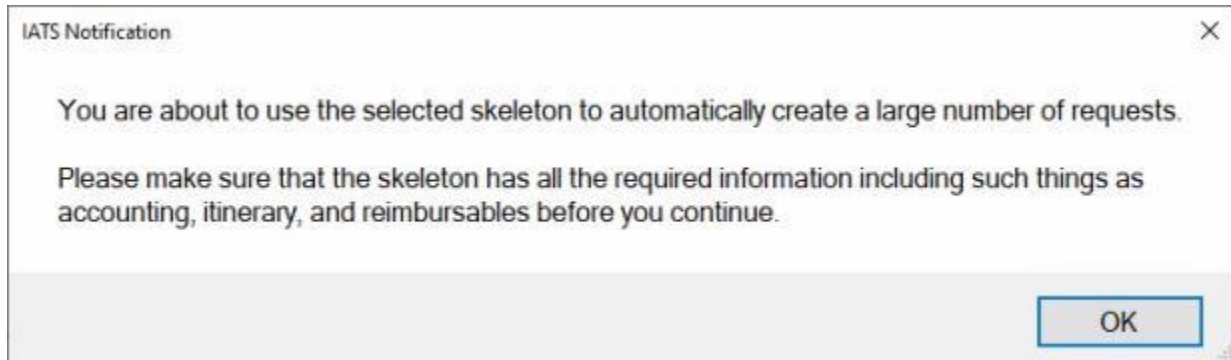 IATS Notification
You are about to use the selected skeleton to automatically create a large number of requests.
Please make sure that the skeleton has all the required information including such things as
accounting, itinerary, and reimbursables before you continue.
OK